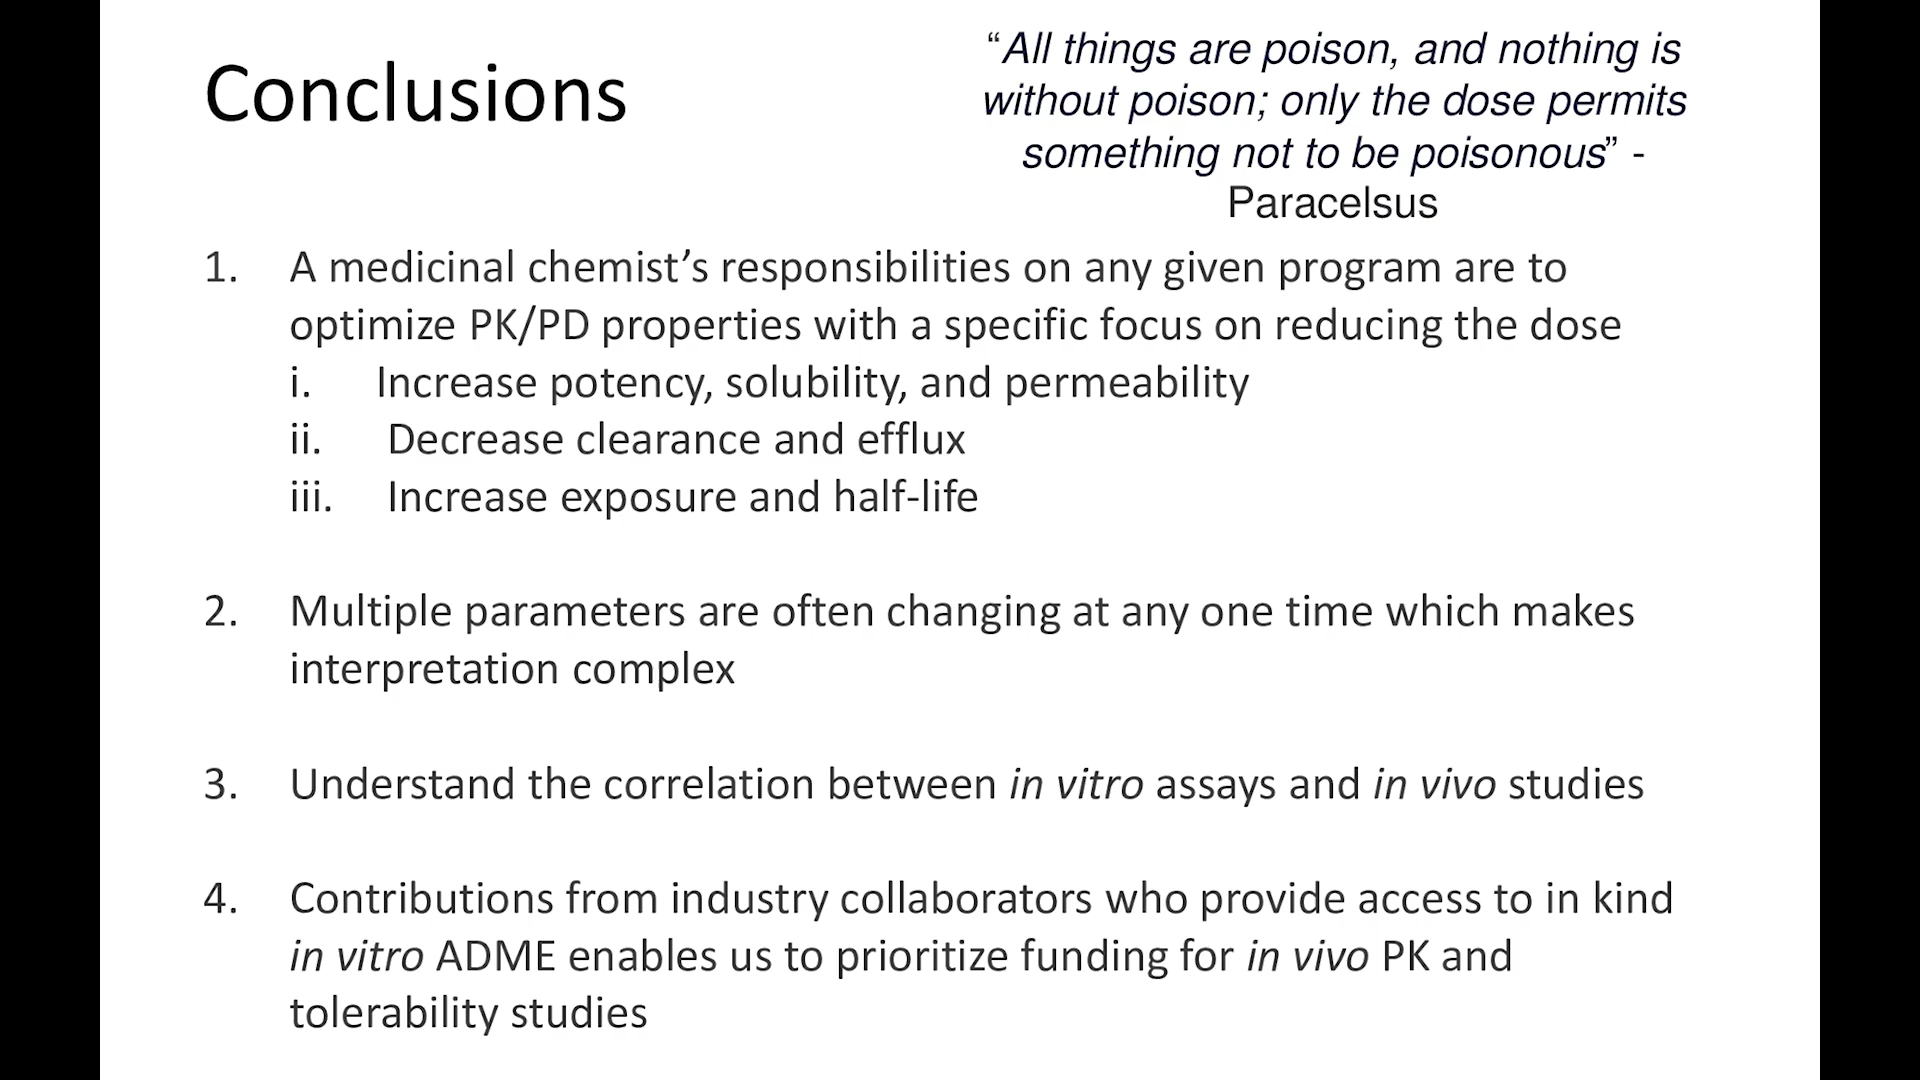 Conclusions
“All things are poison, and nothing is
without poison; only the dose permits
something not to be poisonous” -
Paracelsus
1. A medicinal chemist’s responsibilities on any given program are to
optimize PK/PD properties with a specific focus on reducing the dose
i. Increase potency, solubility, and permeability
ii. Decrease clearance and efflux
iii. Increase exposure and half-life
2. Multiple parameters are often changing at any one time which makes
interpretation complex
3. Understand the correlation between in vitro assays and in vivo studies
4. Contributions from industry collaborators who provide access to in kind
in vitro ADME enables us to prioritize funding for in vivo PK and
tolerability studies